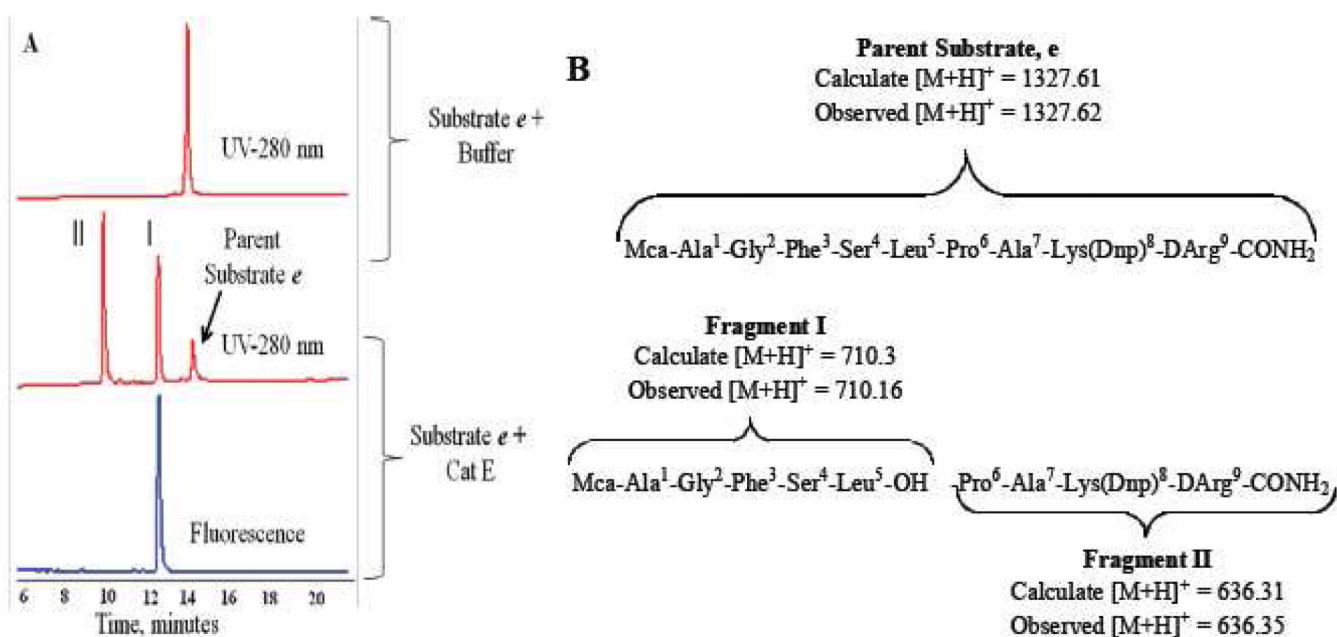 A
UV-280 nm
Substrate e +
Buffer
II
I
Parent
Substrate e
UV-280 nm
Substrate e +
Cat E
Fluorescence
6 8 10 12 14 16 18 20
Time, minutes
B
Parent Substrate, e
Calculate [M+H]⁺ = 1327.61
Observed [M+H]⁺ = 1327.62
Mca-Ala¹-Gly²-Phe³-Ser⁴-Leu⁵-Pro⁶-Ala⁷-Lys(Dnp)⁸-DArg⁹-CONH₂
Fragment I
Calculate [M+H]⁺ = 710.3
Observed [M+H]⁺ = 710.16
Mca-Ala¹-Gly²-Phe³-Ser⁴-Leu⁵-OH -Pro⁶-Ala⁷-Lys(Dnp)⁸-DArg⁹-CONH₂
Fragment II
Calculate [M+H]⁺ = 636.31
Observed [M+H]⁺ = 636.35